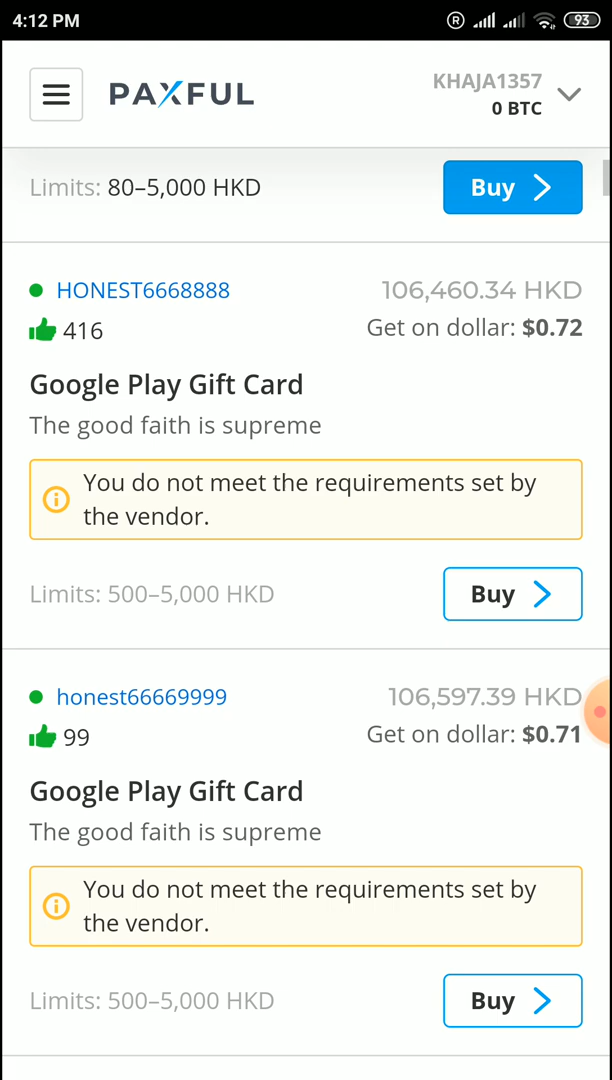 4:12 PM
R
93
PAXFUL
KHAJA1357
0 BTC
Limits: 80–5,000 HKD
Buy
HONEST6668888
106,460.34 HKD
416
Get on dollar: $0.72
Google Play Gift Card
The good faith is supreme
You do not meet the requirements set by
the vendor.
Limits: 500–5,000 HKD
Buy
honest66669999
106,597.39 HKD
99
Get on dollar: $0.71
Google Play Gift Card
The good faith is supreme
You do not meet the requirements set by
the vendor.
Limits: 500–5,000 HKD
Buy